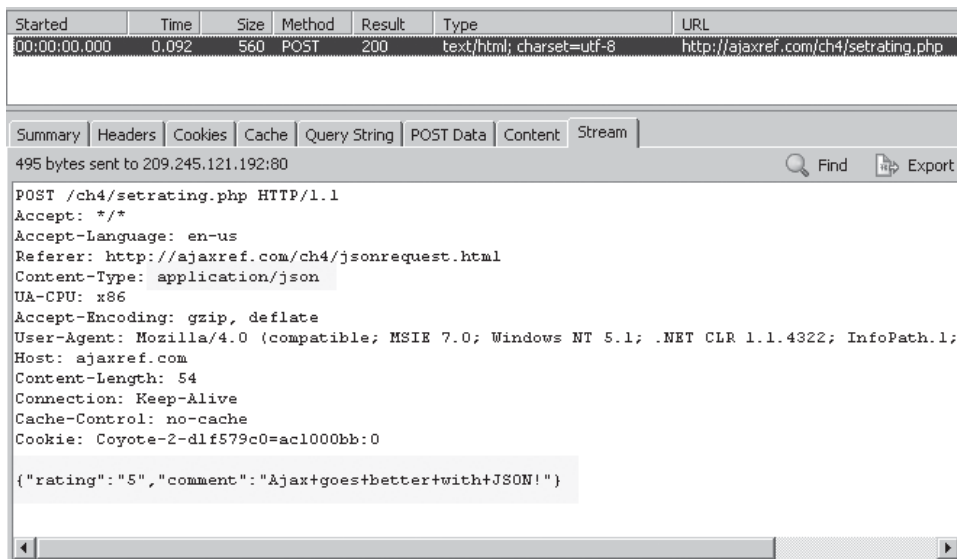 Started Time Size Method Result Type URL
00:00:00.000 0.092 560 POST 200 text/html; charset=utf-8 http://ajaxref.com/ch4/setrating.php
Summary Headers Cookies Cache Query String POST Data Content Stream
495 bytes sent to 209.245.121.192:80 Find Export
POST /ch4/setrating.php HTTP/1.1
Accept: */*
Accept-Language: en-us
Referer: http://ajaxref.com/ch4/jsonrequest.html
Content-Type: application/json
UA-CPU: x86
Accept-Encoding: gzip, deflate
User-Agent: Mozilla/4.0 (compatible; MSIE 7.0; Windows NT 5.1; .NET CLR 1.1.4322; InfoPath.1;
Host: ajaxref.com
Content-Length: 54
Connection: Keep-Alive
Cache-Control: no-cache
Cookie: Coyote-2-d1f579c0=ac1000bb:0
{"rating":"5","comment":"Ajax+goes+better+with+JSON!"}